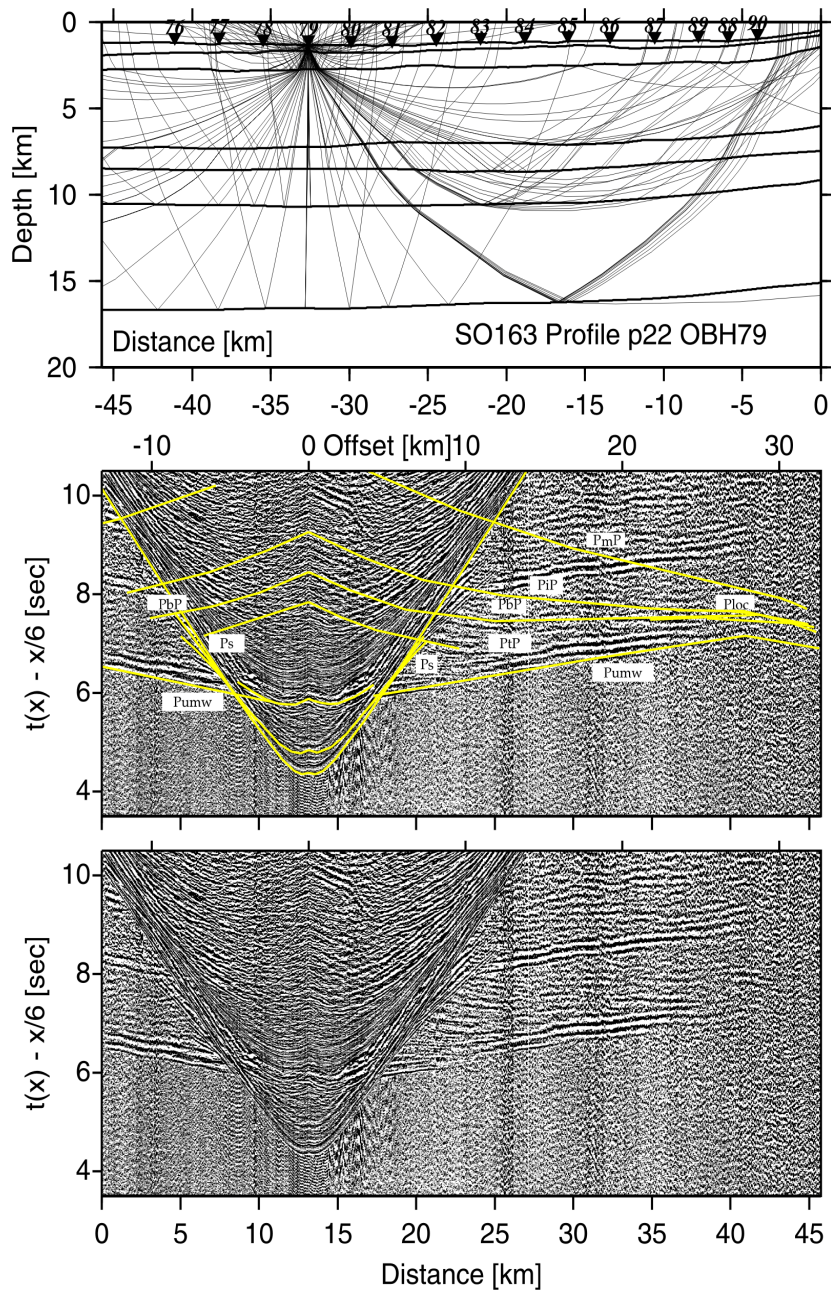 0 76 77 78 79 80 81 82 83 84 85 86 87 89 88 90
5
10
15
20
Depth [km]
Distance [km] SO163 Profile p22 OBH79
-45 -40 -35 -30 -25 -20 -15 -10 -5 0
-10 0 Offset [km] 10 20 30
10
8
6
4
t(x) - x/6 [sec]
PmP
PiP
PbP PbP Ploc
Ps PtP
Ps
Pumw Pumw
10
8
6
4
t(x) - x/6 [sec]
0 5 10 15 20 25 30 35 40 45
Distance [km]